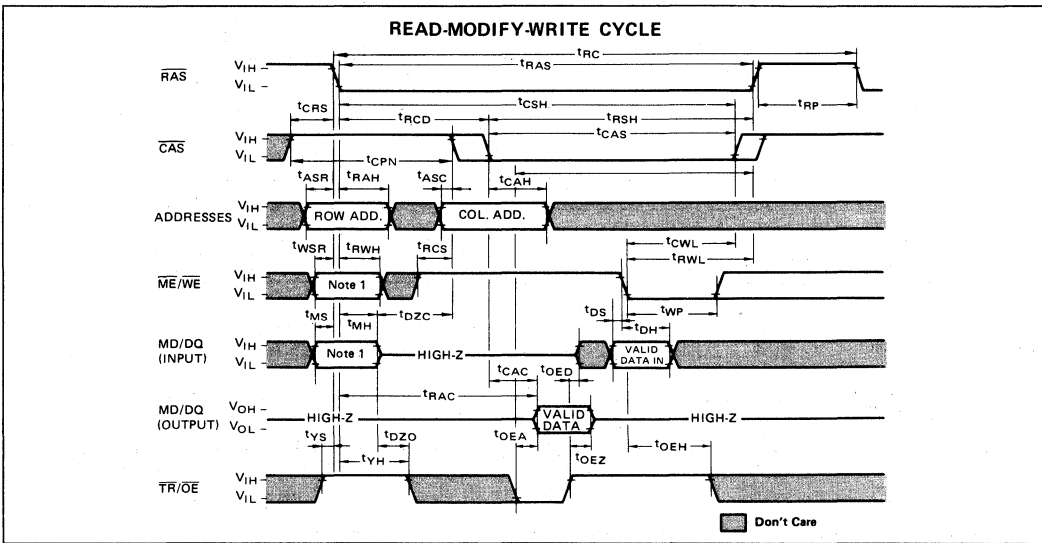 READ-MODIFY-WRITE CYCLE
tRC
RAS VIH
VIL
tRAS
tCSH
tRP
tCRS
tRCD
tRSH
CAS VIH
VIL
tCAS
tCPN
tASR tRAH tASC tCAH
ADDRESSES VIH
VIL
ROW ADD. COL. ADD.
tCWL
tWSR tRWH tRCS
tRWL
ME/WE VIH
VIL
Note 1
tWP
tMS tMH tDZC tDS
tDH
MD/DQ
(INPUT)
VIH
VIL
Note 1 HIGH-Z VALID
DATA IN
tCAC tOED
tRAC
MD/DQ
(OUTPUT)
VOH
VOL
HIGH-Z VALID
DATA
HIGH-Z
tYS tDZO tOEA tOEZ tOEH
tYH
TR/OE VIH
VIL
Don't Care